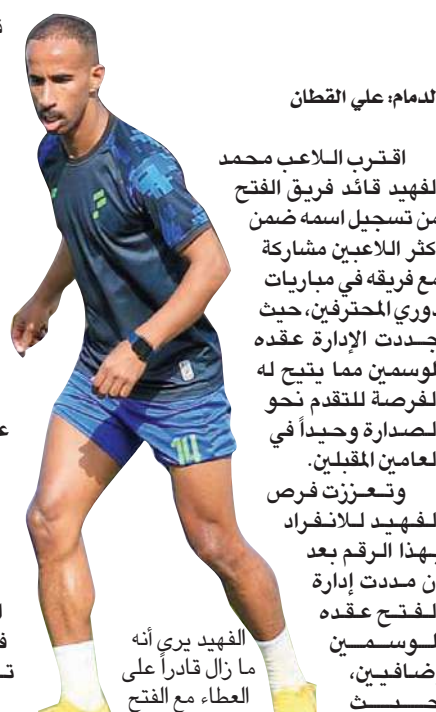 لدمام: علي القطان
اقترب اللاعب محمد
لفهيد قائد فريق الفتح
من تسجيل اسمه ضمن
كثر اللاعبين مشاركة
مع فريقه في مباريات
دوري المحترفين، حيث
جددت الإدارة عقده
لوسمين مما يتيح له
لفرصة للتقدم نحو
لصدارة وحيداً في
لعامين المقبلين.
وتعززت فرص
لفهيد للانفراد
بهذا الرقم بعد
ن مددت إدارة
لفتح عقده
لوسمين
ضافيين،
حيث
الفهيد يرى أنه
ما زال قادراً على
العطاء مع الفتح
14